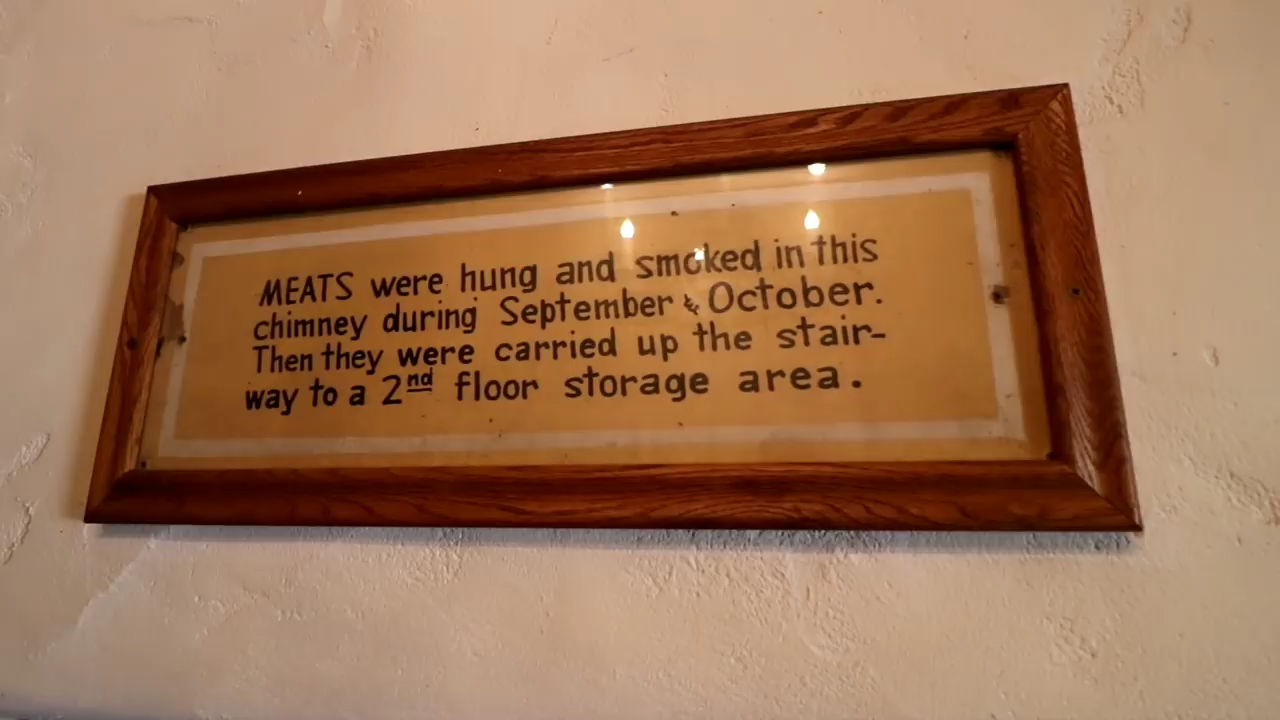 MEATS were hung and smoked in this
chimney during September & October.
Then they were carried up the stair-
way to a 2nd floor storage area.